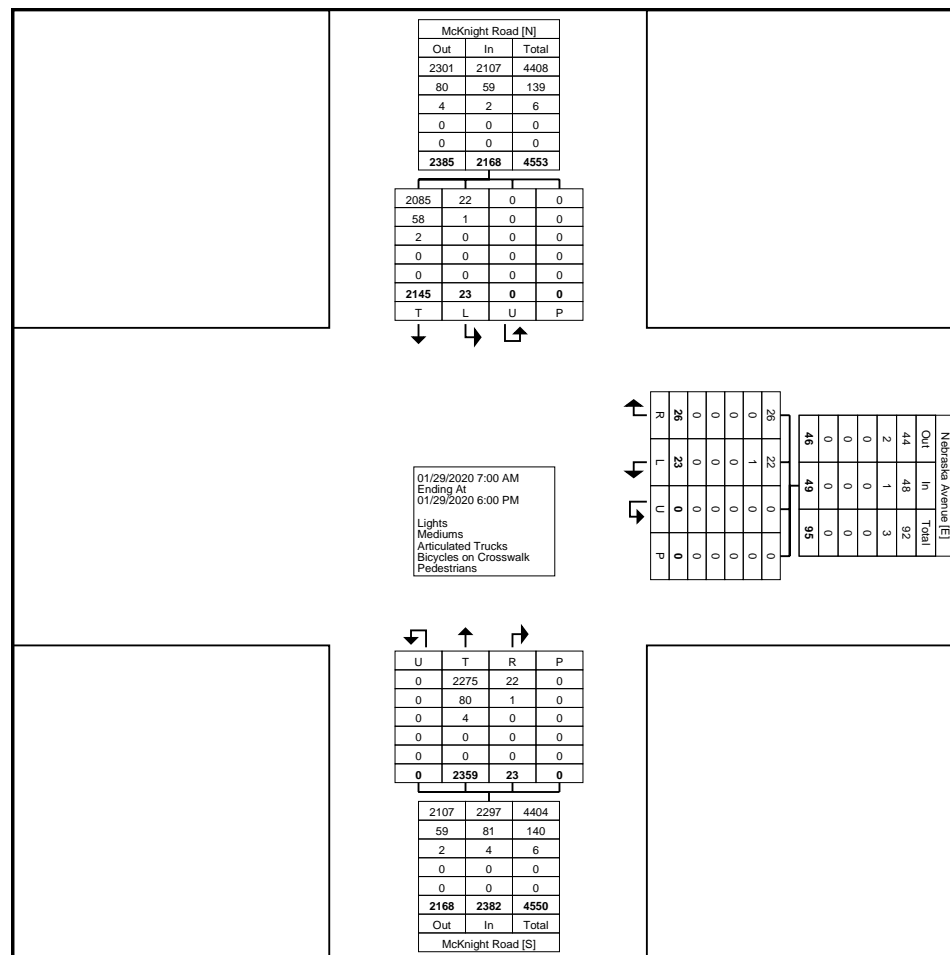 McKnight Road [N]
Out In Total
2301 2107 4408
80 59 139
4 2 6
0 0 0
0 0 0
2385 2168 4553
2085 22 0 0
58 1 0 0
2 0 0 0
0 0 0 0
0 0 0 0
2145 23 0 0
T L U P
Nebraska Avenue [E]
Out In Total
44 48 92
2 1 3
0 0 0
0 0 0
0 0 0
46 49 95
26 22 0 0
0 1 0 0
0 0 0 0
0 0 0 0
0 0 0 0
26 23 0 0
R L U P
01/29/2020 7:00 AM
Ending At
01/29/2020 6:00 PM
Lights
Mediums
Articulated Trucks
Bicycles on Crosswalk
Pedestrians
U T R P
0 2275 22 0
0 80 1 0
0 4 0 0
0 0 0 0
0 0 0 0
0 2359 23 0
2107 2297 4404
59 81 140
2 4 6
0 0 0
0 0 0
2168 2382 4550
Out In Total
McKnight Road [S]